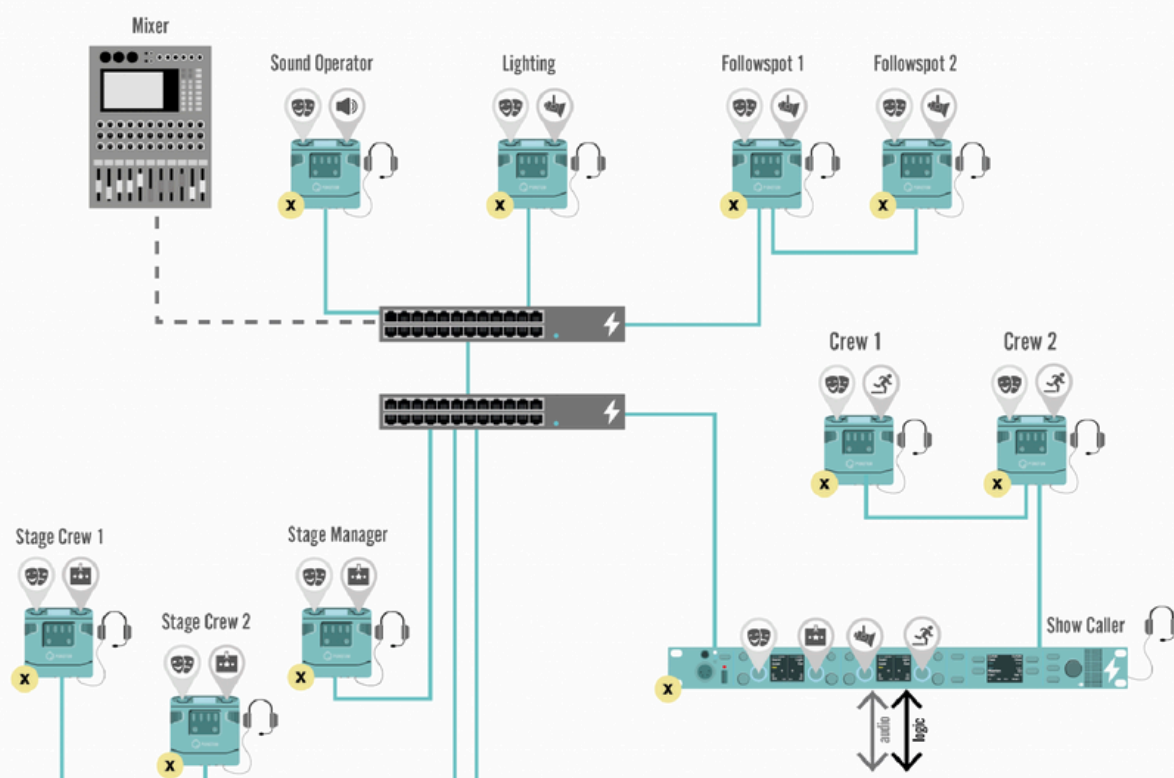 Mixer
Sound Operator
Lighting
Followspot 1
Followspot 2
X
X
X
X
Crew 1
Crew 2
X
X
Stage Crew 1
Stage Manager
Stage Crew 2
Show Caller
X
X
X
X
audio
logic